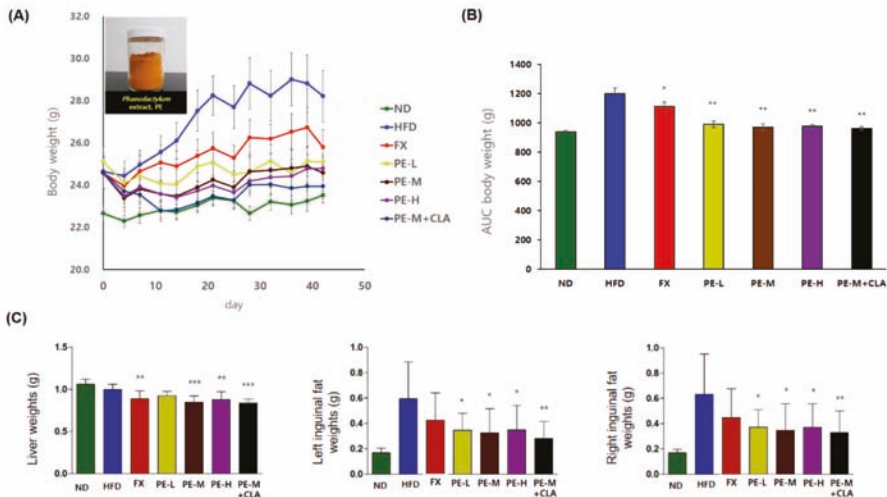 (A)
32.0
30.0
28.0
26.0
24.0
22.0
20.0
Body weight (g)
0
10
20
30
40
50
day
Phaeodactylum
extract, PE
ND
HFD
FX
PE-L
PE-M
PE-H
PE-M+CLA
(B)
1400
1200
1000
800
600
400
200
0
AUC body weight (g)
*
**
**
**
**
ND
HFD
FX
PE-L
PE-M
PE-H
PE-M+CLA
(C)
Liver weights (g)
1.5
1.0
0.5
0.0
**
***
**
***
ND
HFD
FX
PE-L
PE-M
PE-H
PE-M
+CLA
Left inguinal fat
weights (g)
1.0
0.8
0.6
0.4
0.2
0.0
*
*
*
**
ND
HFD
FX
PE-L
PE-M
PE-H
PE-M
+CLA
Right inguinal fat
weights (g)
1.0
0.8
0.6
0.4
0.2
0.0
*
*
*
**
ND
HFD
FX
PE-L
PE-M
PE-H
PE-M
+CLA